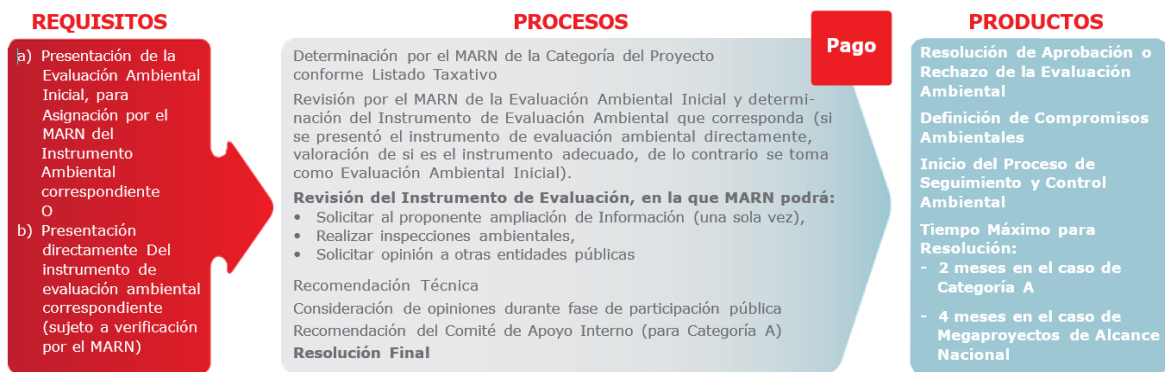 REQUISITOS
a) Presentación de la
Evaluación Ambiental
Inicial, para
Asignación por el
MARN del
Instrumento
Ambiental
correspondiente
O
b) Presentación
directamente Del
instrumento de
evaluación ambiental
correspondiente
(sujeto a verificación
por el MARN)
PROCESOS
Determinación por el MARN de la Categoría del Proyecto
conforme Listado Taxativo
Revisión por el MARN de la Evaluación Ambiental Inicial y determi-
nación del Instrumento de Evaluación Ambiental que corresponda (si
se presentó el instrumento de evaluación ambiental directamente,
valoración de si es el instrumento adecuado, de lo contrario se toma
como Evaluación Ambiental Inicial).
Revisión del Instrumento de Evaluación, en la que MARN podrá:
• Solicitar al proponente ampliación de Información (una sola vez),
• Realizar inspecciones ambientales,
• Solicitar opinión a otras entidades públicas
Recomendación Técnica
Consideración de opiniones durante fase de participación pública
Recomendación del Comité de Apoyo Interno (para Categoría A)
Resolución Final
Pago
PRODUCTOS
Resolución de Aprobación o
Rechazo de la Evaluación
Ambiental
Definición de Compromisos
Ambientales
Inicio del Proceso de
Seguimiento y Control
Ambiental
Tiempo Máximo para
Resolución:
- 2 meses en el caso de
Categoría A
- 4 meses en el caso de
Megaproyectos de Alcance
Nacional